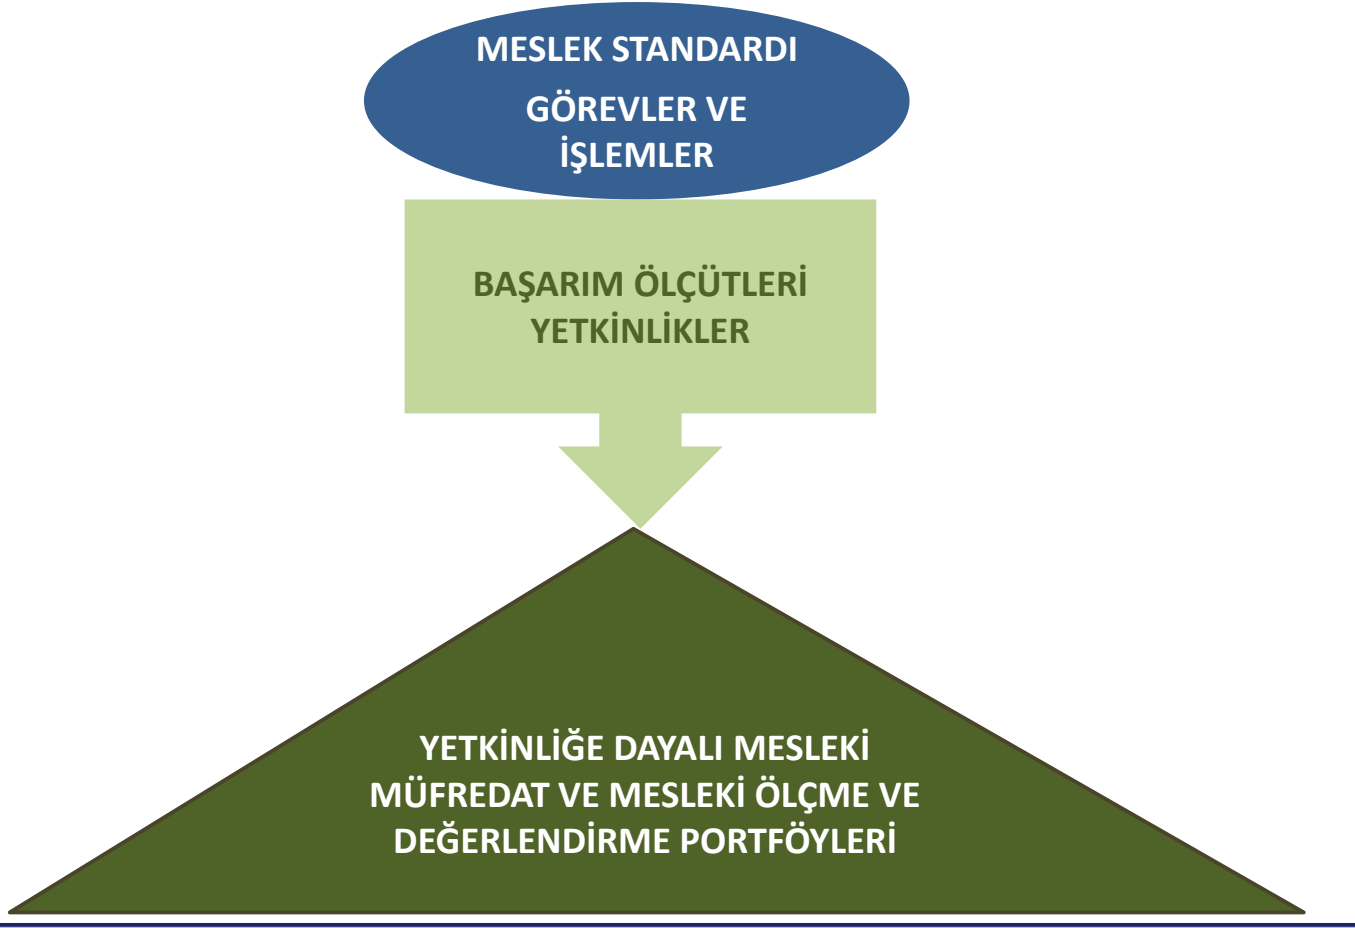 MESLEK STANDARDI
GÖREVLER VE
İŞLEMLER
BAŞARIM ÖLÇÜTLERİ
YETKİNLİKLER
YETKİNLİĞE DAYALI MESLEKİ
MÜFREDAT VE MESLEKİ ÖLÇME VE
DEĞERLENDİRME PORTFÖYLERİ